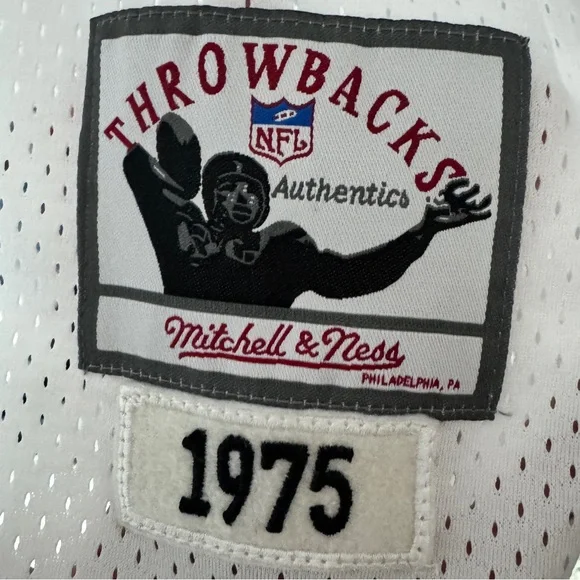 THROWBACKS
NFL
Authentics
Mitchell & Ness
PHILADELPHIA, PA
1975